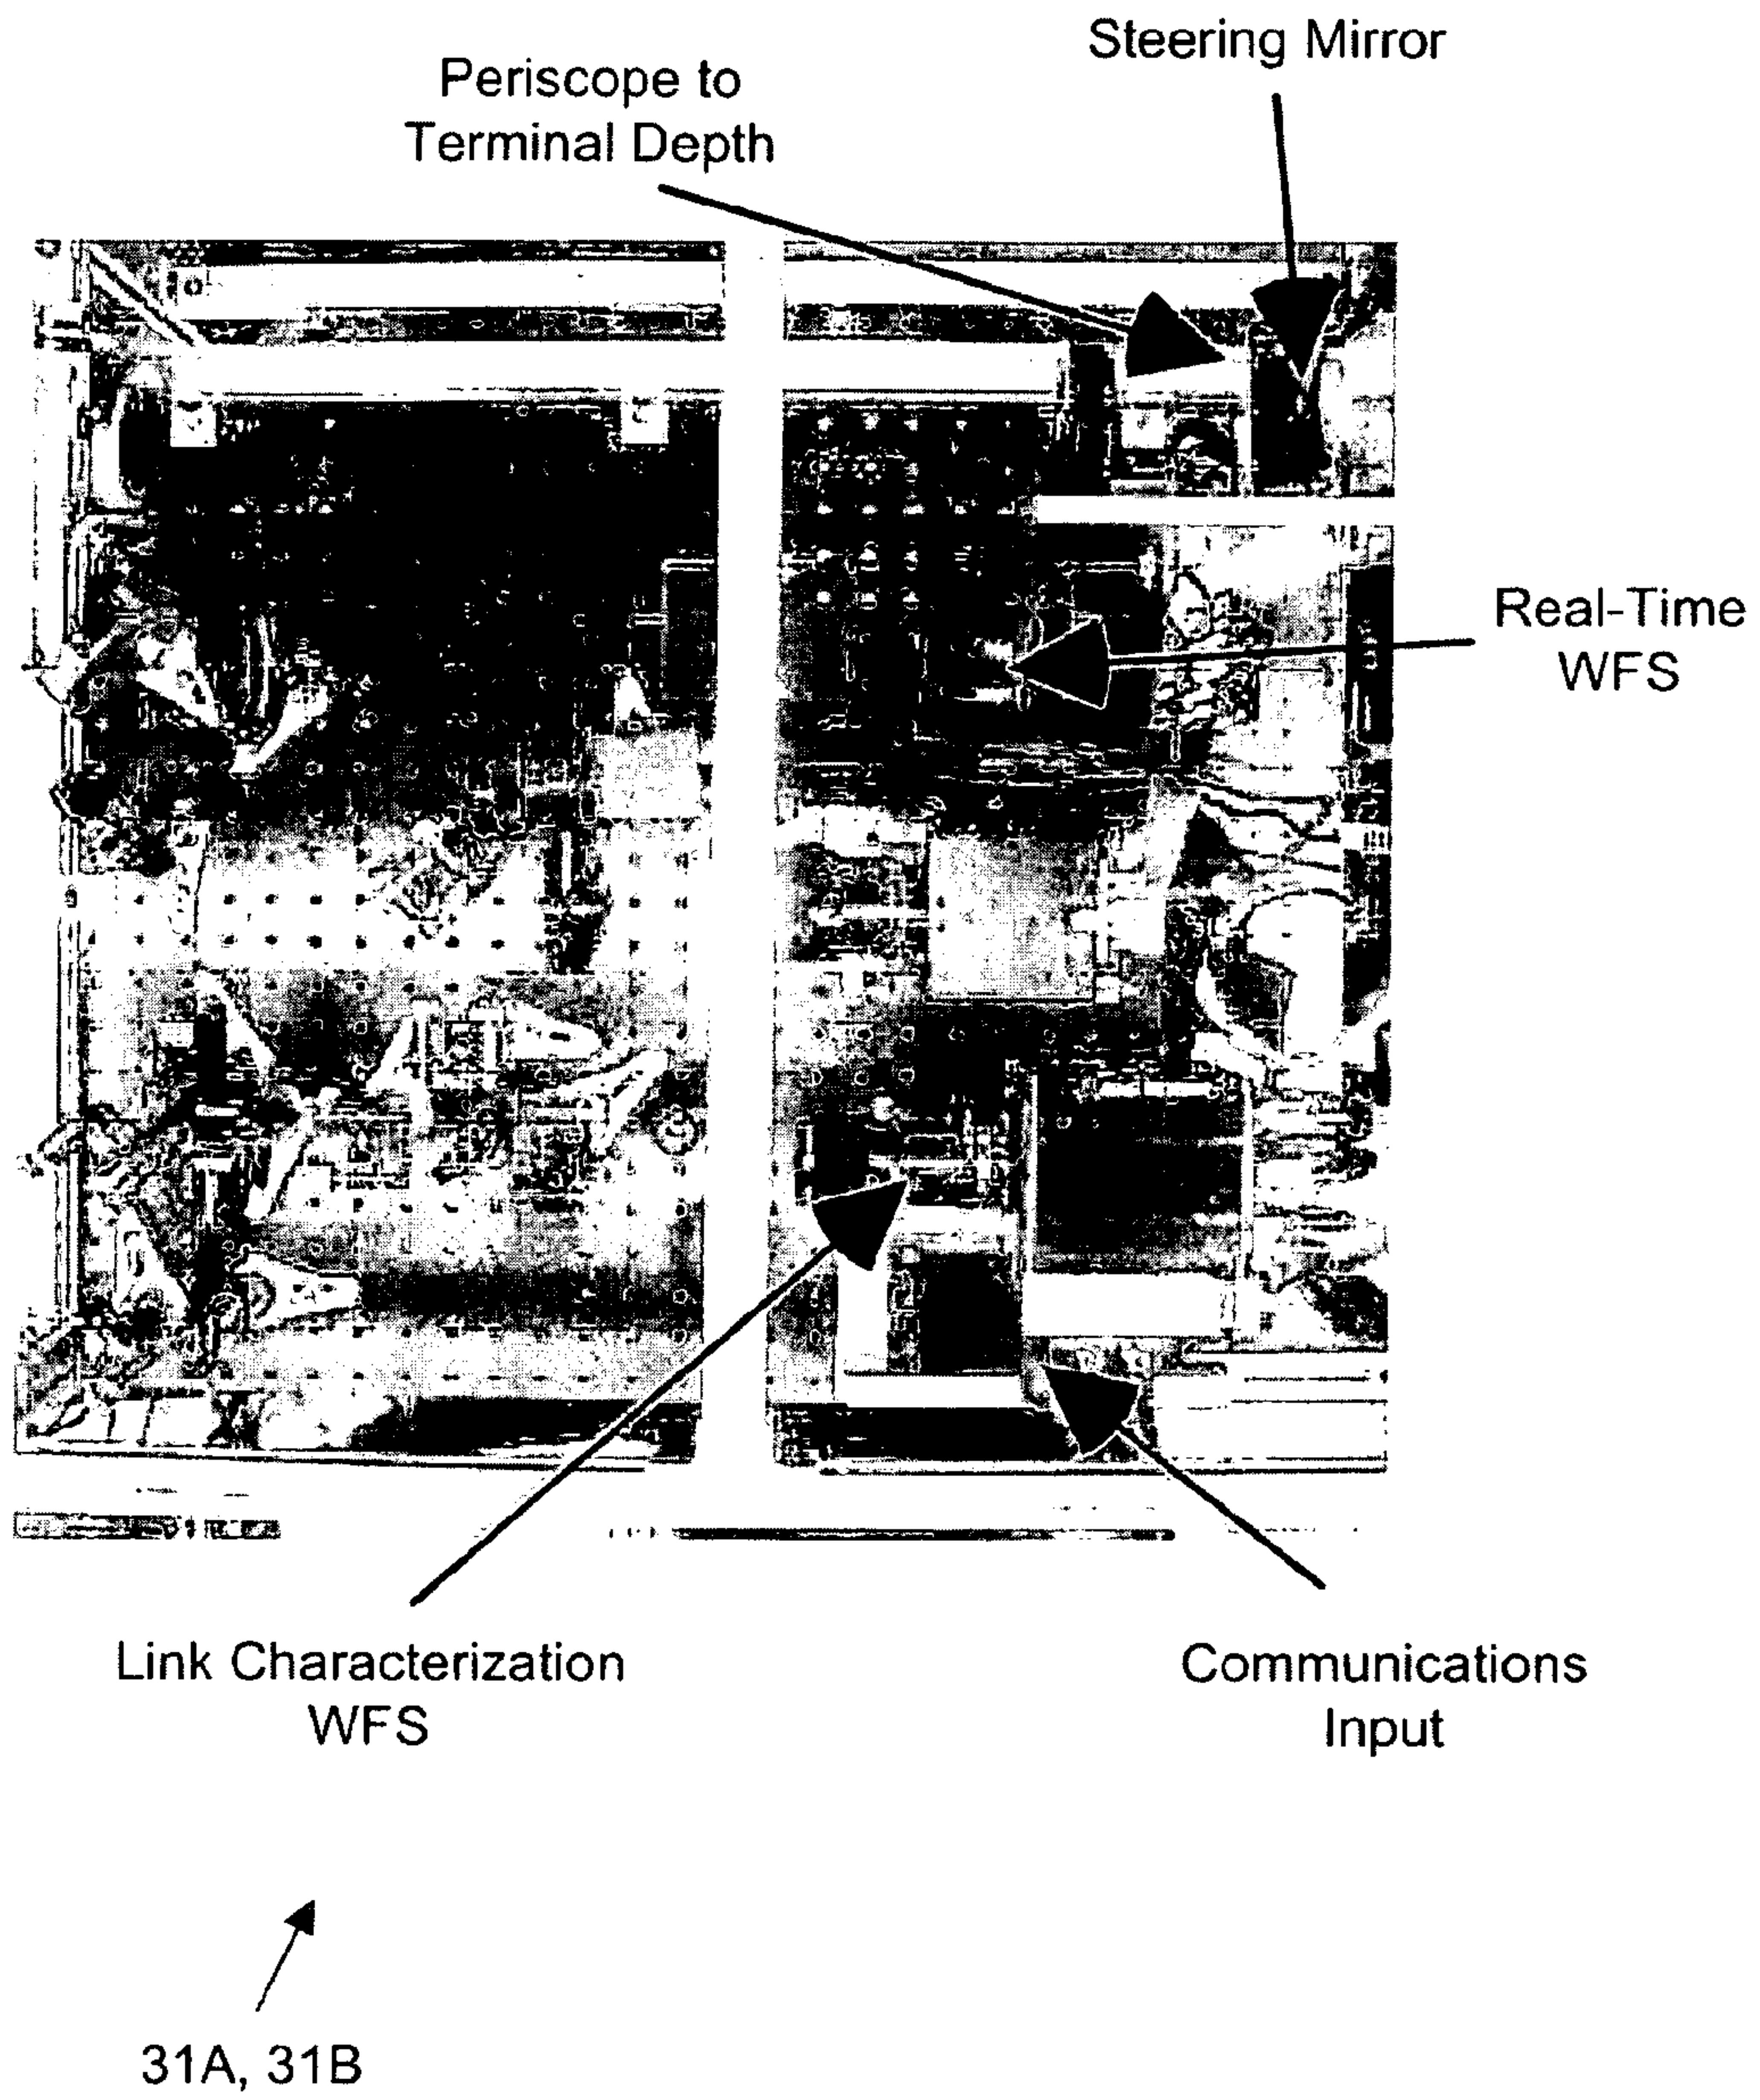 Steering Mirror
Periscope to
Terminal Depth
Real-Time
WFS
Link Characterization
WFS
Communications
Input
31A, 31B